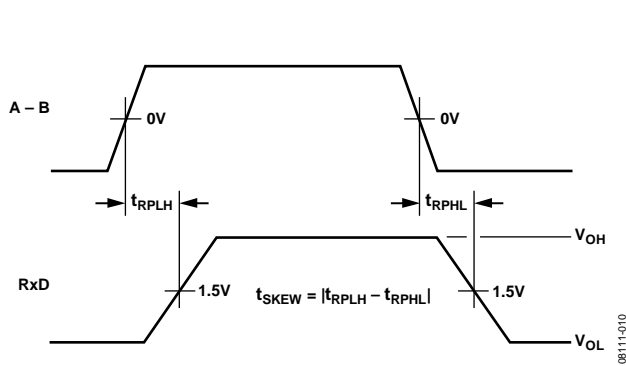 A – B
0V
0V
tRPLH
tRPHL
VOH
RxD
1.5V
tSKEW = |tRPLH – tRPHL|
1.5V
VOL
08111-010